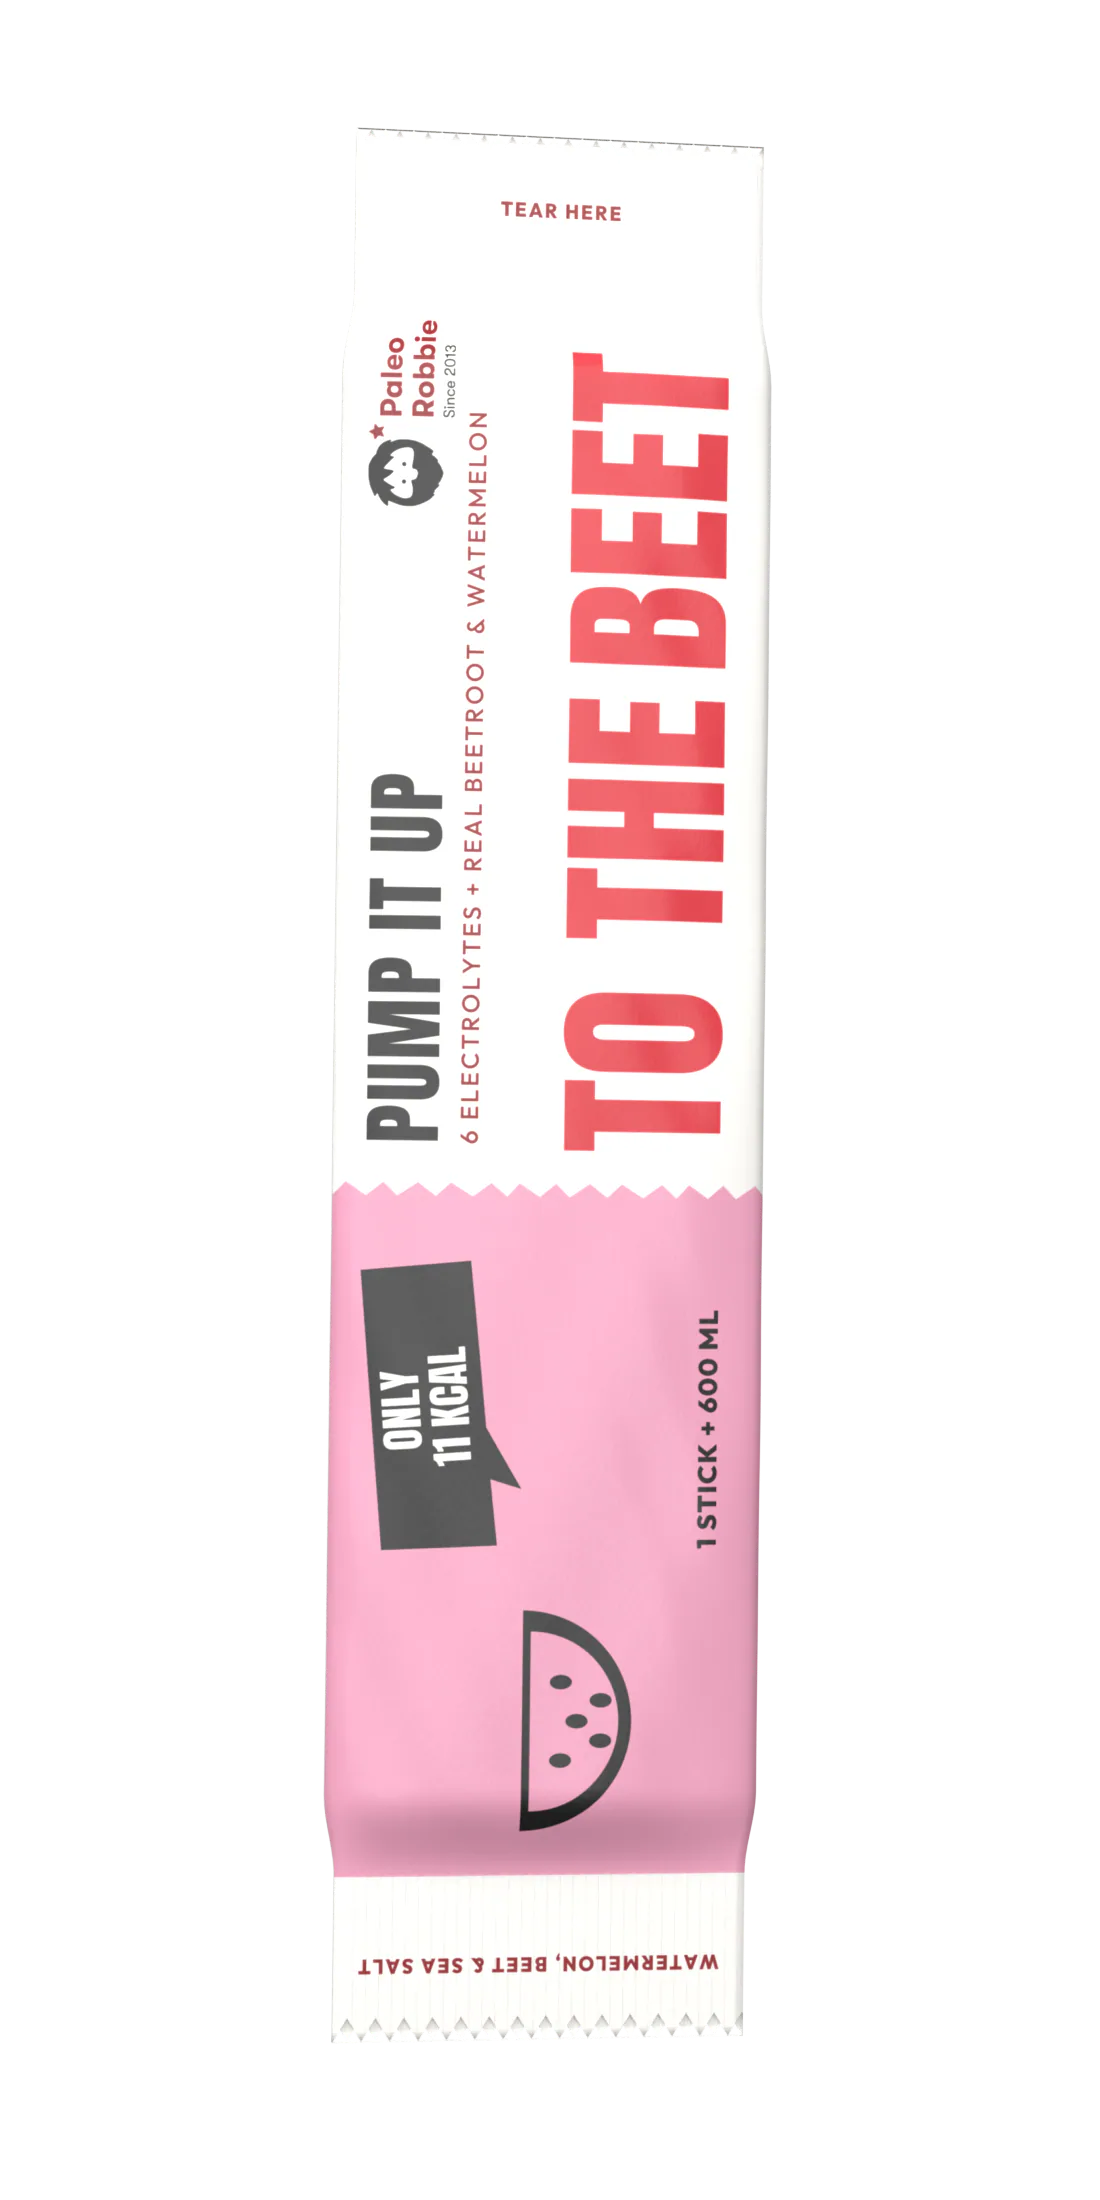 TEAR HERE
Paleo
Robbie
Since 2013
PUMP IT UP
6 ELECTROLYTES + REAL BEETROOT & WATERMELON
TO THE BEET
ONLY
11 KCAL
1 STICK + 600 ML
WATERMELON, BEET & SEA SALT